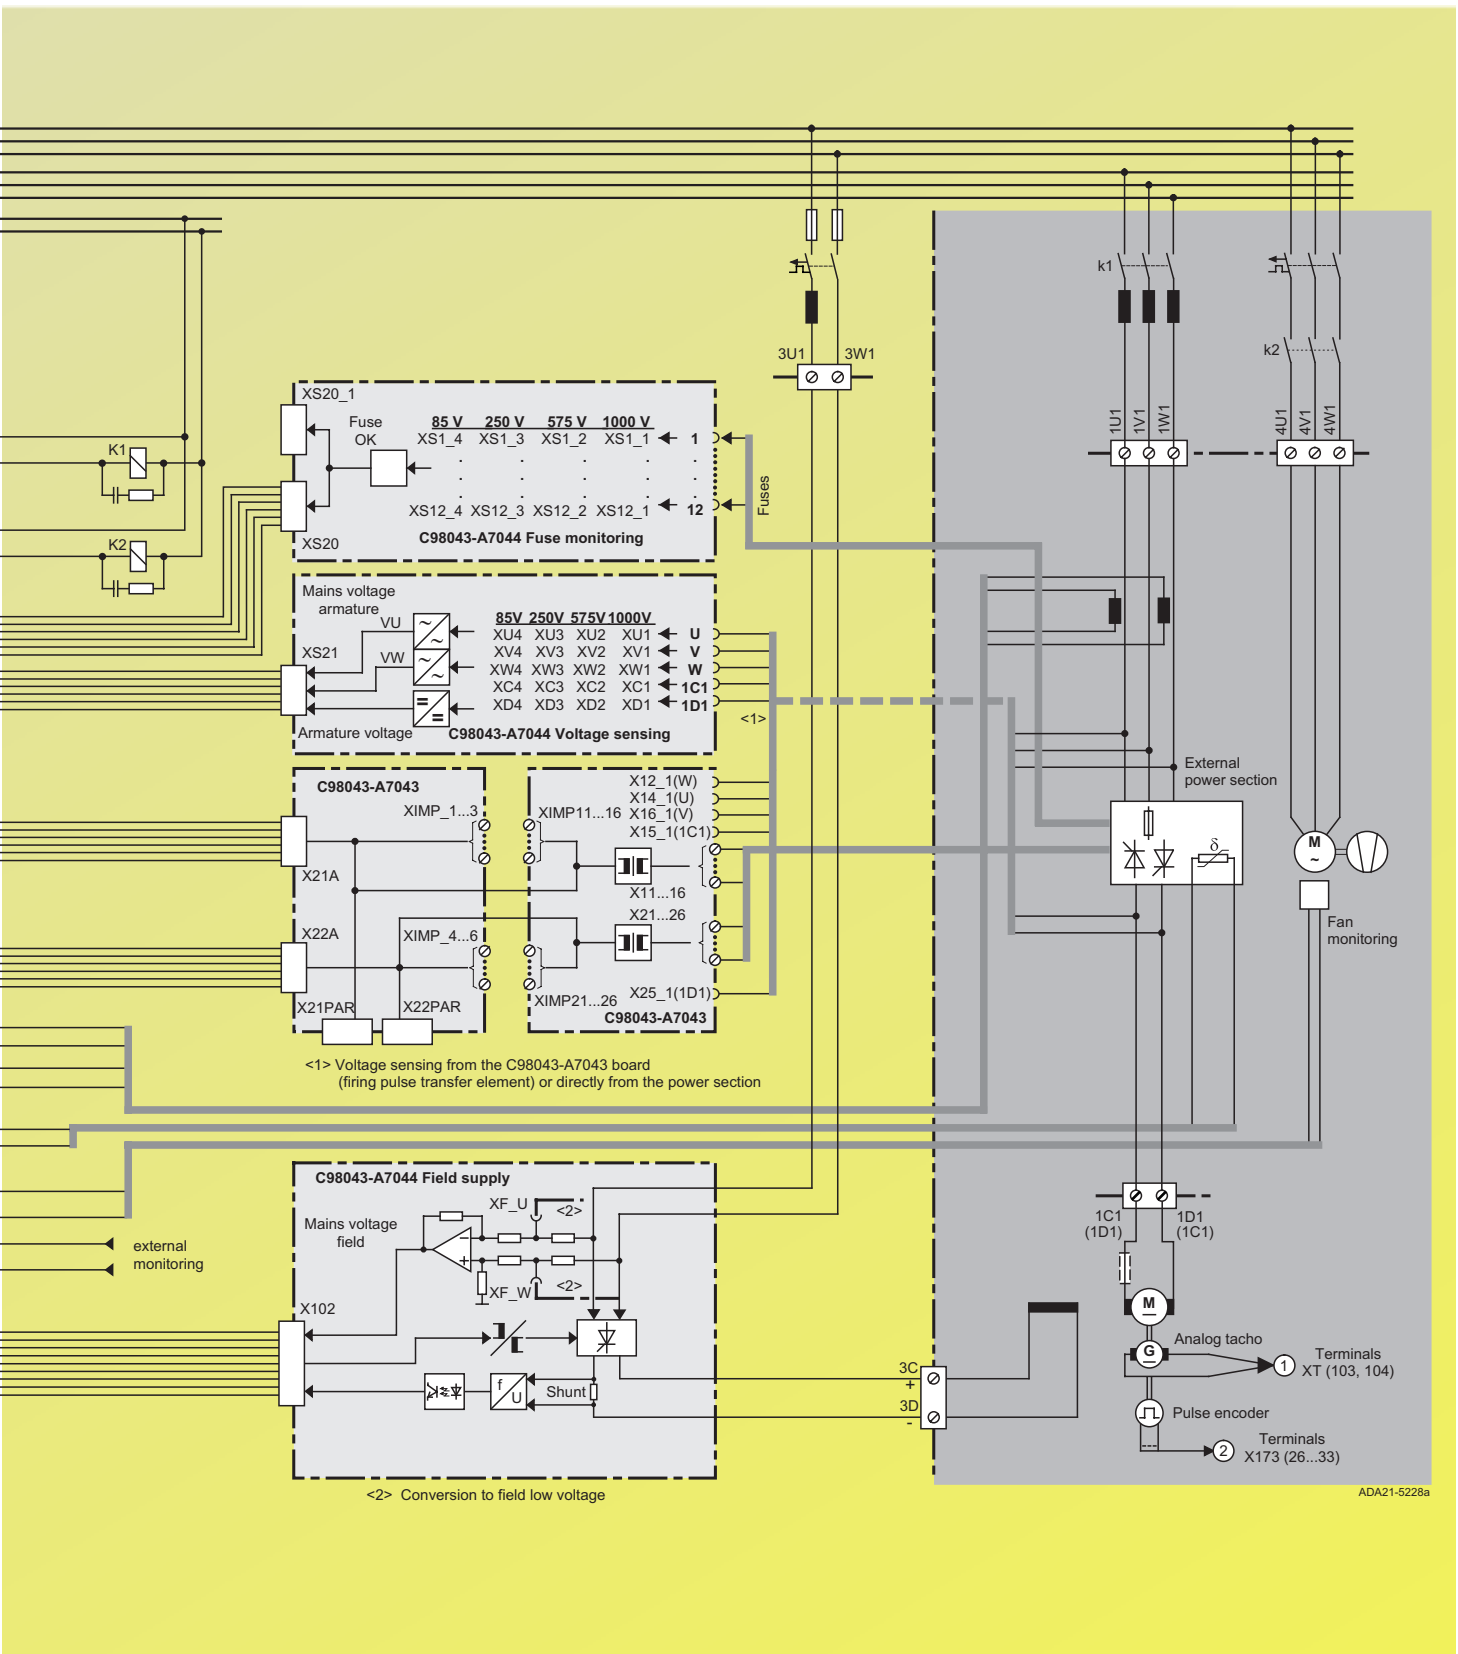 k1
k2
3U1 3W1
1U1
1V1
1W1
4U1
4V1
4W1
XS20_1
Fuse
OK
85 V 250 V 575 V 1000 V
XS1_4 XS1_3 XS1_2 XS1_1 1
. . . . .
. . . . .
. . . . .
XS12_4 XS12_3 XS12_2 XS12_1 12
C98043-A7044 Fuse monitoring
XS20
Fuses
K1
K2
Mains voltage
armature
VU
VW
XS21
85V 250V 575V 1000V
XU4 XU3 XU2 XU1 U
XV4 XV3 XV2 XV1 V
XW4 XW3 XW2 XW1 W
XC4 XC3 XC2 XC1 1C1
XD4 XD3 XD2 XD1 1D1
Armature voltage
C98043-A7044 Voltage sensing
~
~
~
~
=
=
<1>
External
power section
δ
M
~
Fan
monitoring
C98043-A7043
XIMP_1...3
X21A
X22A
XIMP_4...6
X21PAR
X22PAR
X12_1(W)
X14_1(U)
XIMP11...16
X16_1(V)
X15_1(1C1)
X11...16
X21...26
XIMP21...26
X25_1(1D1)
C98043-A7043
<1> Voltage sensing from the C98043-A7043 board
(firing pulse transfer element) or directly from the power section
C98043-A7044 Field supply
XF_U
<2>
Mains voltage
field
−
+
XF_W
<2>
X102
f
U
Shunt
external
monitoring
3C
+
3D
-
1C1
(1D1)
1D1
(1C1)
M
Analog tacho
G
1
Terminals
XT (103, 104)
Pulse encoder
2
Terminals
X173 (26...33)
<2> Conversion to field low voltage
ADA21-5228a